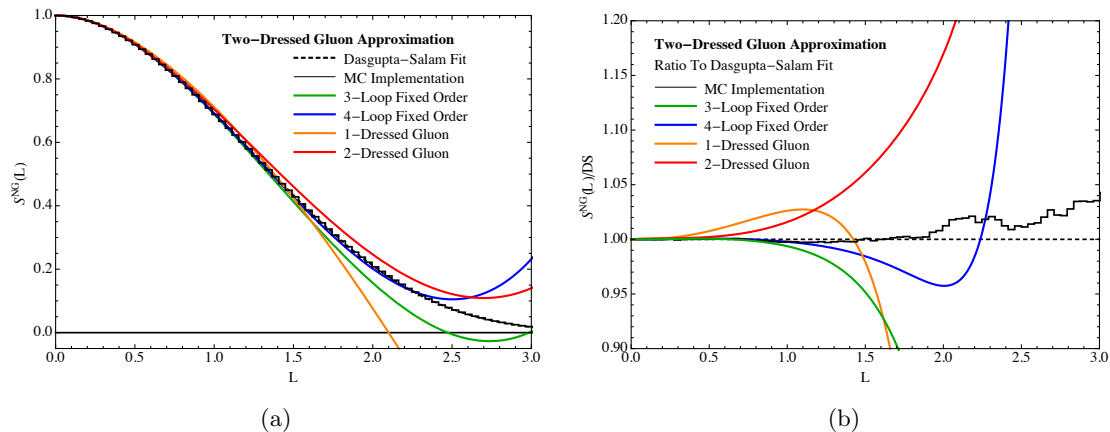 Two−Dressed Gluon Approximation
Dasgupta−Salam Fit
MC Implementation
3−Loop Fixed Order
4−Loop Fixed Order
1−Dressed Gluon
2−Dressed Gluon
S^NG(L)
1.0
0.8
0.6
0.4
0.2
0.0
0.0 0.5 1.0 1.5 2.0 2.5 3.0
L
(a)
Two−Dressed Gluon Approximation
Ratio To Dasgupta−Salam Fit
MC Implementation
3−Loop Fixed Order
4−Loop Fixed Order
1−Dressed Gluon
2−Dressed Gluon
S^NG(L)/DS
1.20
1.15
1.10
1.05
1.00
0.95
0.90
0.0 0.5 1.0 1.5 2.0 2.5 3.0
L
(b)